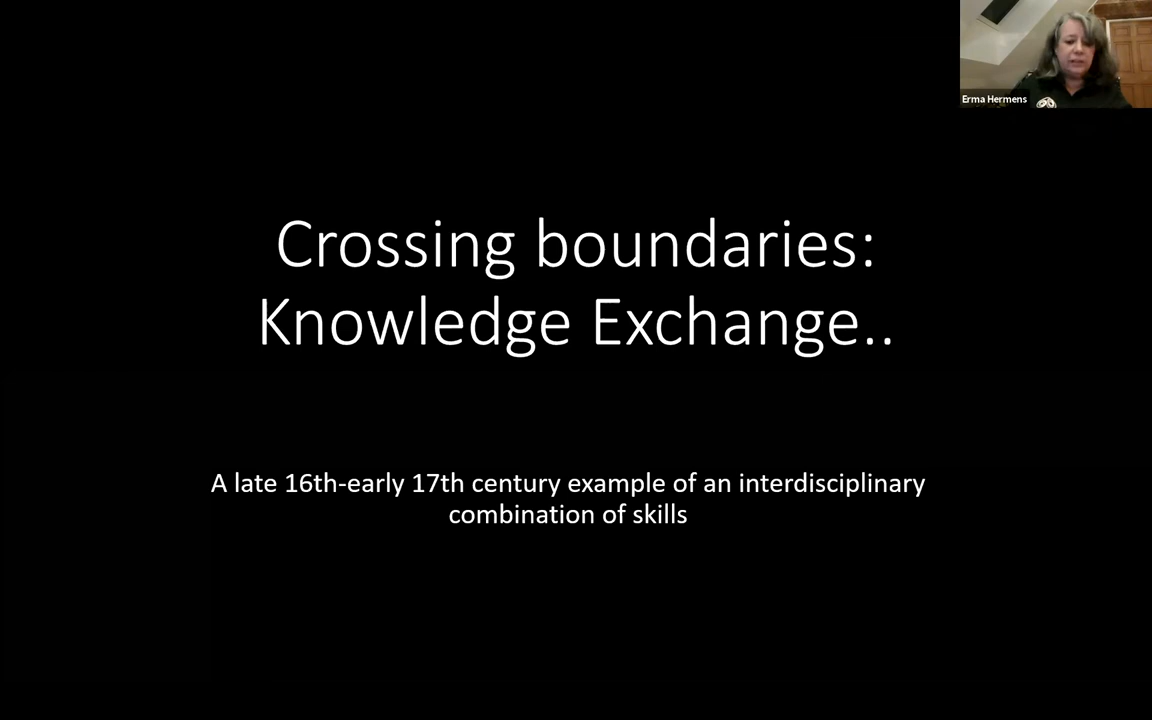 Erma Hermens
Crossing boundaries:
Knowledge Exchange..
A late 16th-early 17th century example of an interdisciplinary
combination of skills